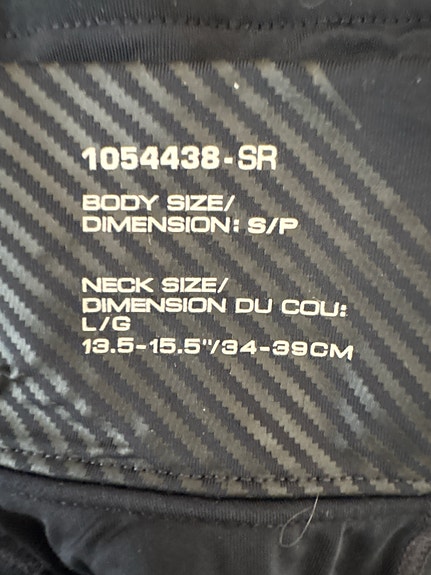 1054438-SR
BODY SIZE/
DIMENSION: S/P
NECK SIZE/
DIMENSION DU COU:
L/G
13.5-15.5"/34-39CM